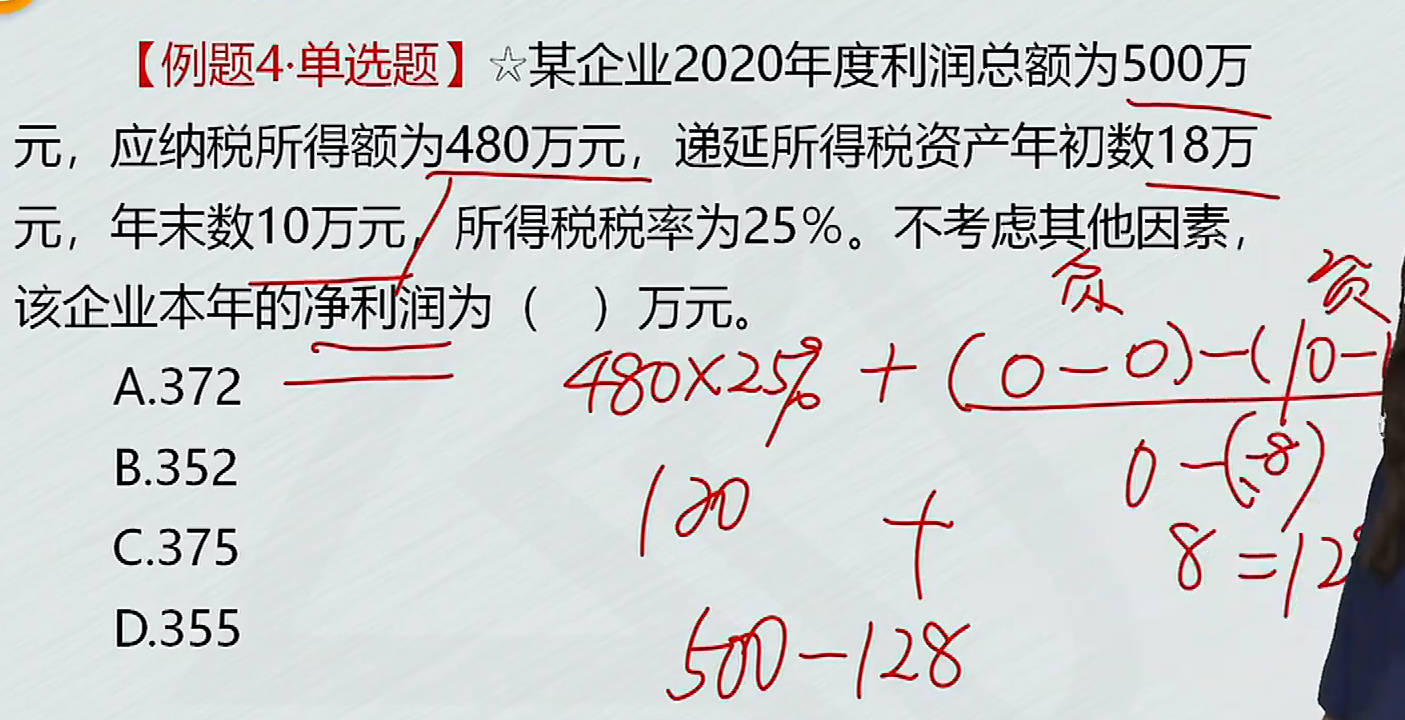 【例题4·单选题】☆某企业2020年度利润总额为500万
元，应纳税所得额为480万元，递延所得税资产年初数18万
元，年末数10万元，所得税税率为25%。不考虑其他因素，
该企业本年的净利润为（　）万元。
A.372
B.352
C.375
D.355
负 资
480×25% + (0-0)-(10-
0-(-8)
120 + 8 =12
500-128